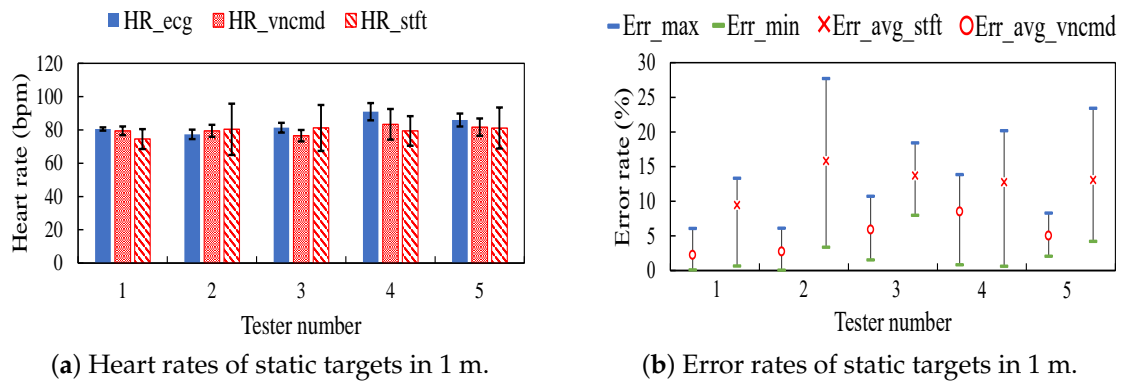 HR_ecg HR_vncmd HR_stft
Heart rate (bpm)
120
100
80
60
40
20
0
1 2 3 4 5
Tester number
(a) Heart rates of static targets in 1 m.
Err_max Err_min Err_avg_stft Err_avg_vncmd
Error rate (%)
30
25
20
15
10
5
0
1 2 3 4 5
Tester number
(b) Error rates of static targets in 1 m.